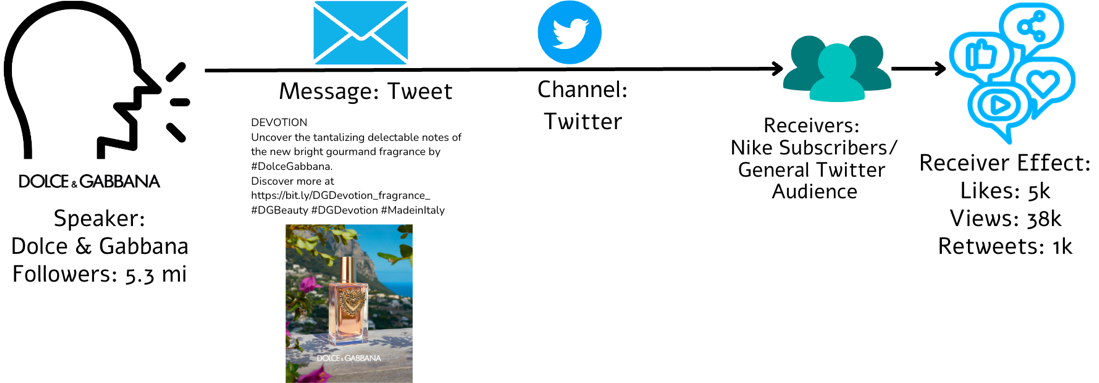 DOLCE & GABBANA
Speaker:
Dolce & Gabbana
Followers: 5.3 mi
Message: Tweet
DEVOTION
Uncover the tantalizing delectable notes of
the new bright gourmand fragrance by
#DolceGabbana.
Discover more at
https://bit.ly/DGDevotion_fragrance_
#DGBeauty #DGDevotion #MadeinItaly
DOLCE & GABBANA
Channel:
Twitter
Receivers:
Nike Subscribers/
General Twitter
Audience
Receiver Effect:
Likes: 5k
Views: 38k
Retweets: 1k